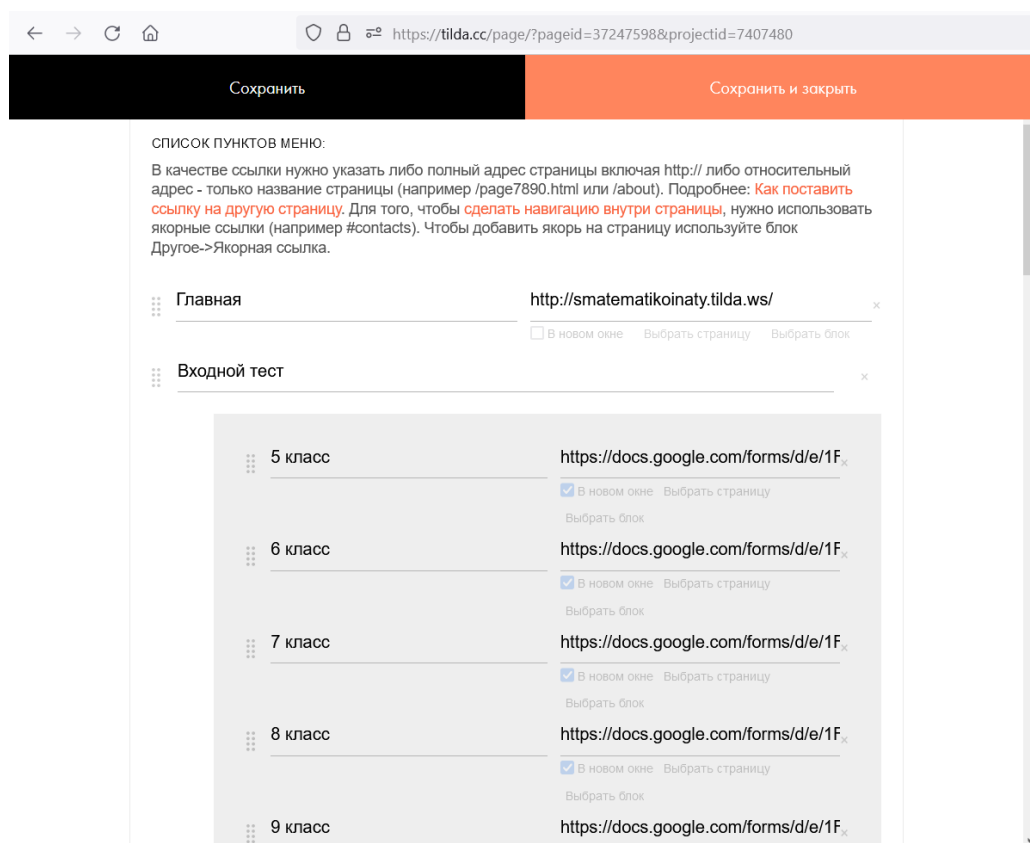 https://tilda.cc/page/?pageid=37247598&projectid=7407480
Сохранить
Сохранить и закрыть
СПИСОК ПУНКТОВ МЕНЮ:
В качестве ссылки нужно указать либо полный адрес страницы включая http:// либо относительный
адрес - только название страницы (например /page7890.html или /about). Подробнее: Как поставить
ссылку на другую страницу. Для того, чтобы сделать навигацию внутри страницы, нужно использовать
якорные ссылки (например #contacts). Чтобы добавить якорь на страницу используйте блок
Другое->Якорная ссылка.
Главная http://smatematikoinaty.tilda.ws/
В новом окне Выбрать страницу Выбрать блок
Входной тест
5 класс https://docs.google.com/forms/d/e/1F
В новом окне Выбрать страницу
Выбрать блок
6 класс https://docs.google.com/forms/d/e/1F
В новом окне Выбрать страницу
Выбрать блок
7 класс https://docs.google.com/forms/d/e/1F
В новом окне Выбрать страницу
Выбрать блок
8 класс https://docs.google.com/forms/d/e/1F
В новом окне Выбрать страницу
Выбрать блок
9 класс https://docs.google.com/forms/d/e/1F